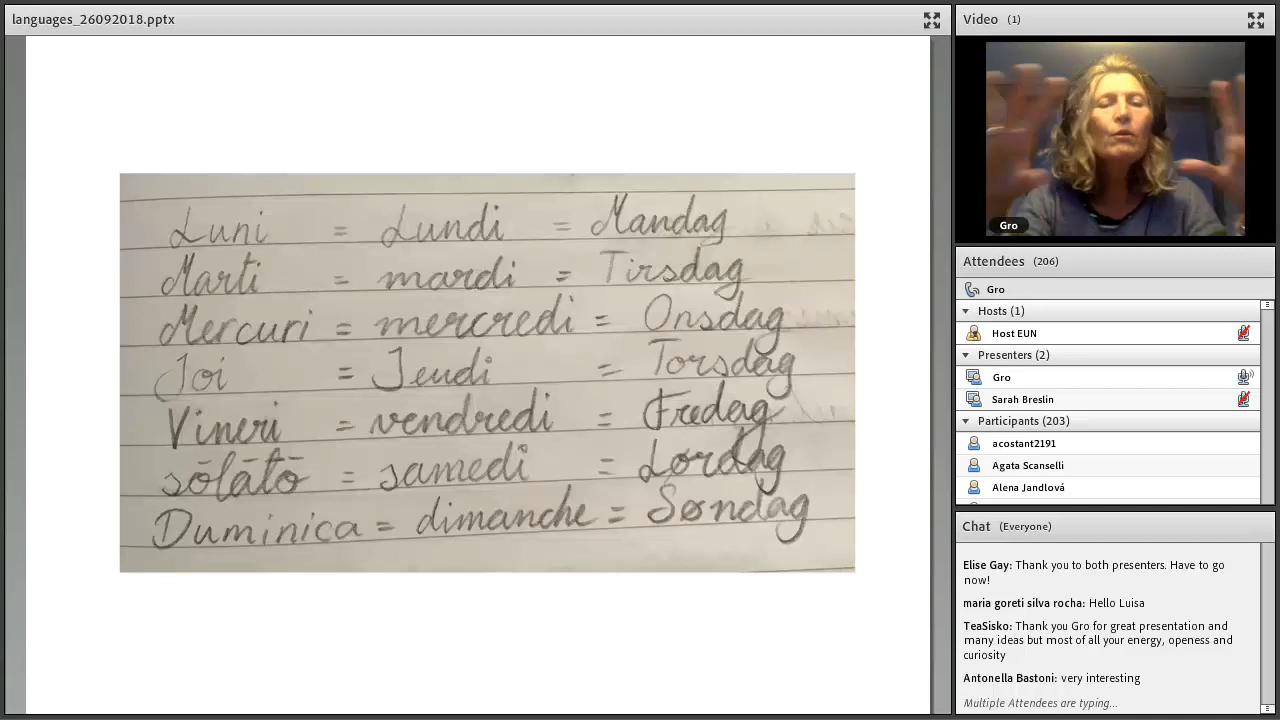 languages_26092018.pptx
Luni = Lundi = Mandag
Marti = mardi = Tirsdag
Mercuri = mercredi = Onsdag
Joi = Jeudi = Torsdag
Vineri = vendredi = Fredag
sōlātō = samedi = Lordag
Duminica = dimanche = Søndag
Video (1)
Gro
Attendees (206)
Gro
Hosts (1)
Host EUN
Presenters (2)
Gro
Sarah Breslin
Participants (203)
acostant2191
Agata Scanselli
Alena Jandlová
Chat (Everyone)
Elise Gay: Thank you to both presenters. Have to go
now!
maria goreti silva rocha: Hello Luisa
TeaSisko: Thank you Gro for great presentation and
many ideas but most of all your energy, openess and
curiosity
Antonella Bastoni: very interesting
Multiple Attendees are typing...